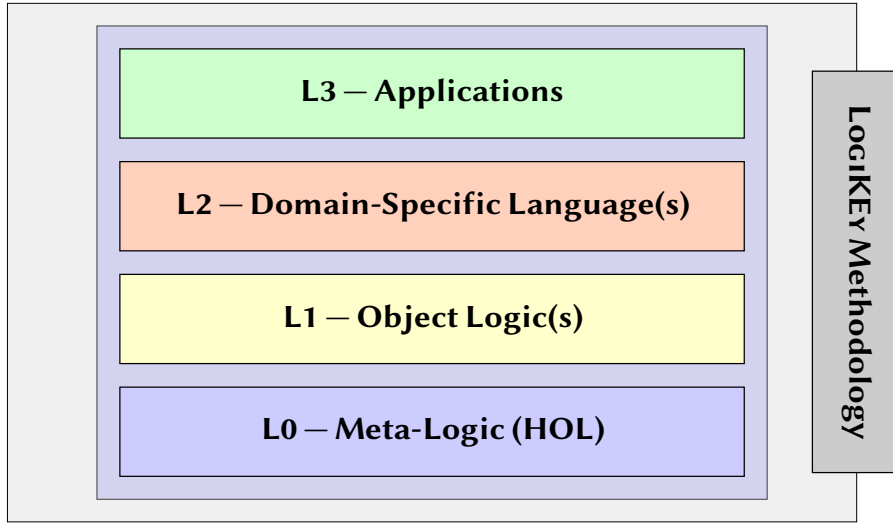 L3 — Applications
L2 — Domain-Specific Language(s)
L1 — Object Logic(s)
L0 — Meta-Logic (HOL)
LogiKEy Methodology